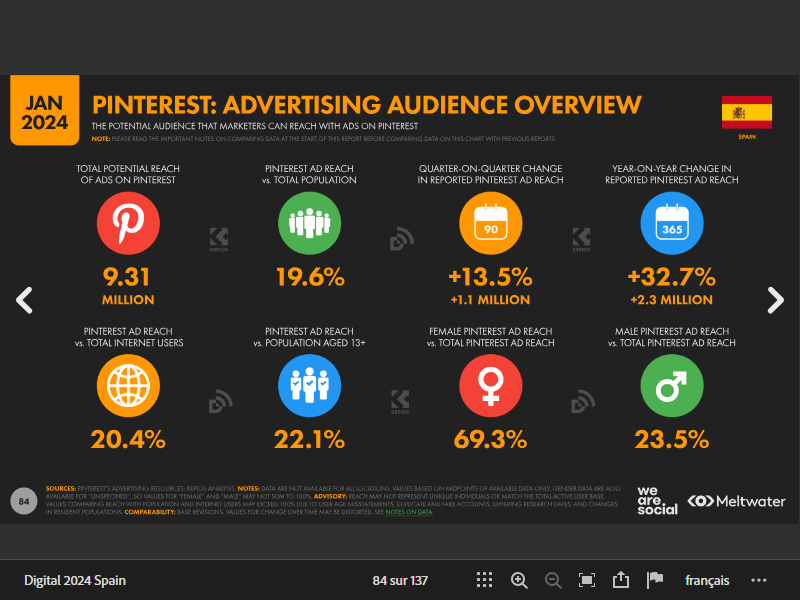 JAN
2024
PINTEREST: ADVERTISING AUDIENCE OVERVIEW
THE POTENTIAL AUDIENCE THAT MARKETERS CAN REACH WITH ADS ON PINTEREST
NOTE: PLEASE READ THE IMPORTANT NOTES ON COMPARING DATA AT THE START OF THIS REPORT BEFORE COMPARING DATA ON THIS CHART WITH PREVIOUS REPORTS
SPAIN
TOTAL POTENTIAL REACH
OF ADS ON PINTEREST
9.31
MILLION
PINTEREST AD REACH
vs. TOTAL POPULATION
19.6%
QUARTER-ON-QUARTER CHANGE
IN REPORTED PINTEREST AD REACH
90
+13.5%
+1.1 MILLION
YEAR-ON-YEAR CHANGE IN
REPORTED PINTEREST AD REACH
365
+32.7%
+2.3 MILLION
KEPIOS
KEPIOS
PINTEREST AD REACH
vs. TOTAL INTERNET USERS
20.4%
PINTEREST AD REACH
vs. POPULATION AGED 13+
22.1%
FEMALE PINTEREST AD REACH
vs. TOTAL PINTEREST AD REACH
69.3%
MALE PINTEREST AD REACH
vs. TOTAL PINTEREST AD REACH
23.5%
KEPIOS
84
SOURCES: PINTEREST'S ADVERTISING RESOURCES; KEPIOS ANALYSIS. NOTES: DATA ARE NOT AVAILABLE FOR ALL LOCATIONS. VALUES BASED ON MIDPOINTS OF AVAILABLE DATA ONLY. GENDER DATA ARE ALSO
AVAILABLE FOR "UNSPECIFIED", SO VALUES FOR "FEMALE" AND "MALE" MAY NOT SUM TO 100%. ADVISORY: REACH MAY NOT REPRESENT UNIQUE INDIVIDUALS OR MATCH THE TOTAL ACTIVE USER BASE.
VALUES COMPARING REACH WITH POPULATION AND INTERNET USERS MAY EXCEED 100% DUE TO USER AGE MISSTATEMENTS, DUPLICATE AND FAKE ACCOUNTS, DIFFERING RESEARCH DATES, AND CHANGES
IN RESIDENT POPULATIONS. COMPARABILITY: BASE REVISIONS. VALUES FOR CHANGE OVER TIME MAY BE DISTORTED. SEE NOTES ON DATA
we
are.
social
Meltwater
Digital 2024 Spain
84 sur 137
français